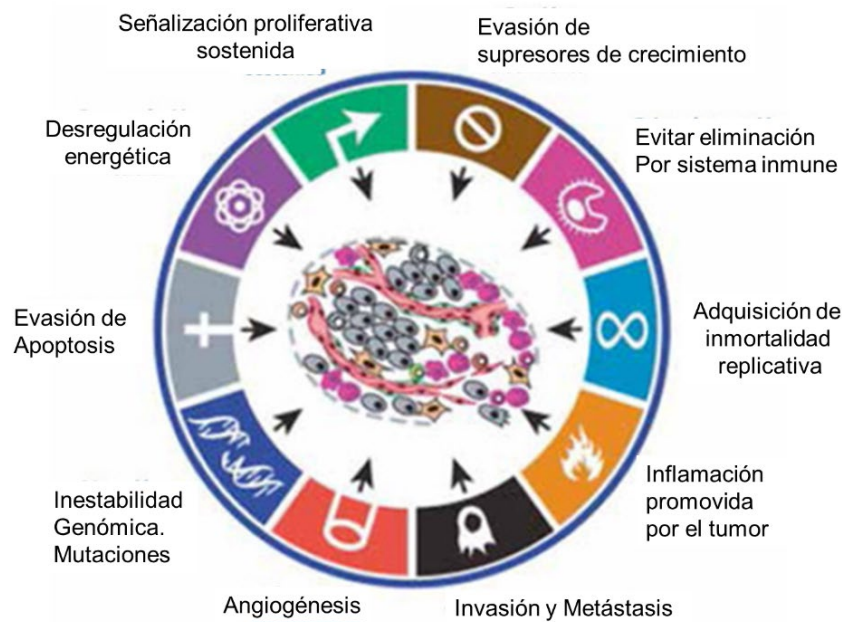 Señalización proliferativa
sostenida
Evasión de
supresores de crecimiento
Desregulación
energética
Evitar eliminación
Por sistema inmune
Evasión de
Apoptosis
Adquisición de
inmortalidad
replicativa
Inestabilidad
Genómica.
Mutaciones
Inflamación
promovida
por el tumor
Angiogénesis
Invasión y Metástasis